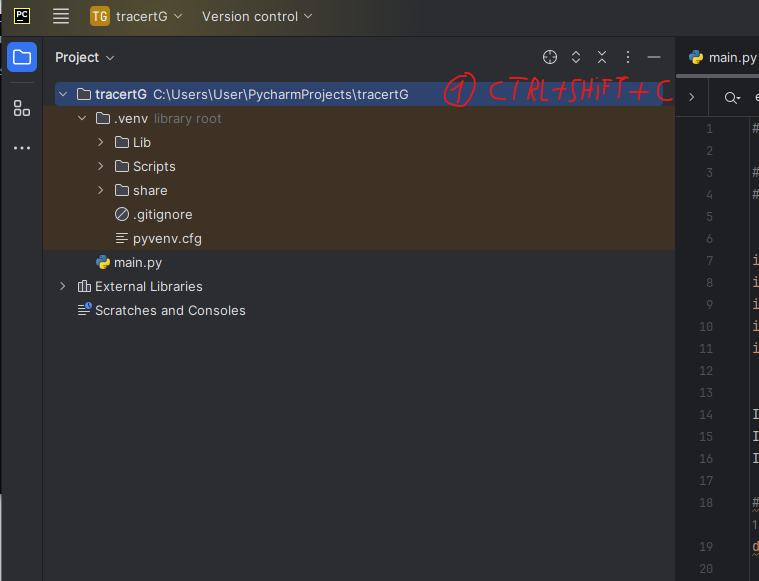 PC TG tracertG Version control
Project
main.py
tracertG C:\Users\User\PycharmProjects\tracertG 1) CTRL+SHIFT+C
.venv library root
Lib
Scripts
share
.gitignore
pyvenv.cfg
main.py
External Libraries
Scratches and Consoles
1 #
2
3 #
4 #
5
6
7 i
8 i
9 i
10 i
11 i
12
13
14 I
15 I
16 I
17
18 #
1
19 d
20